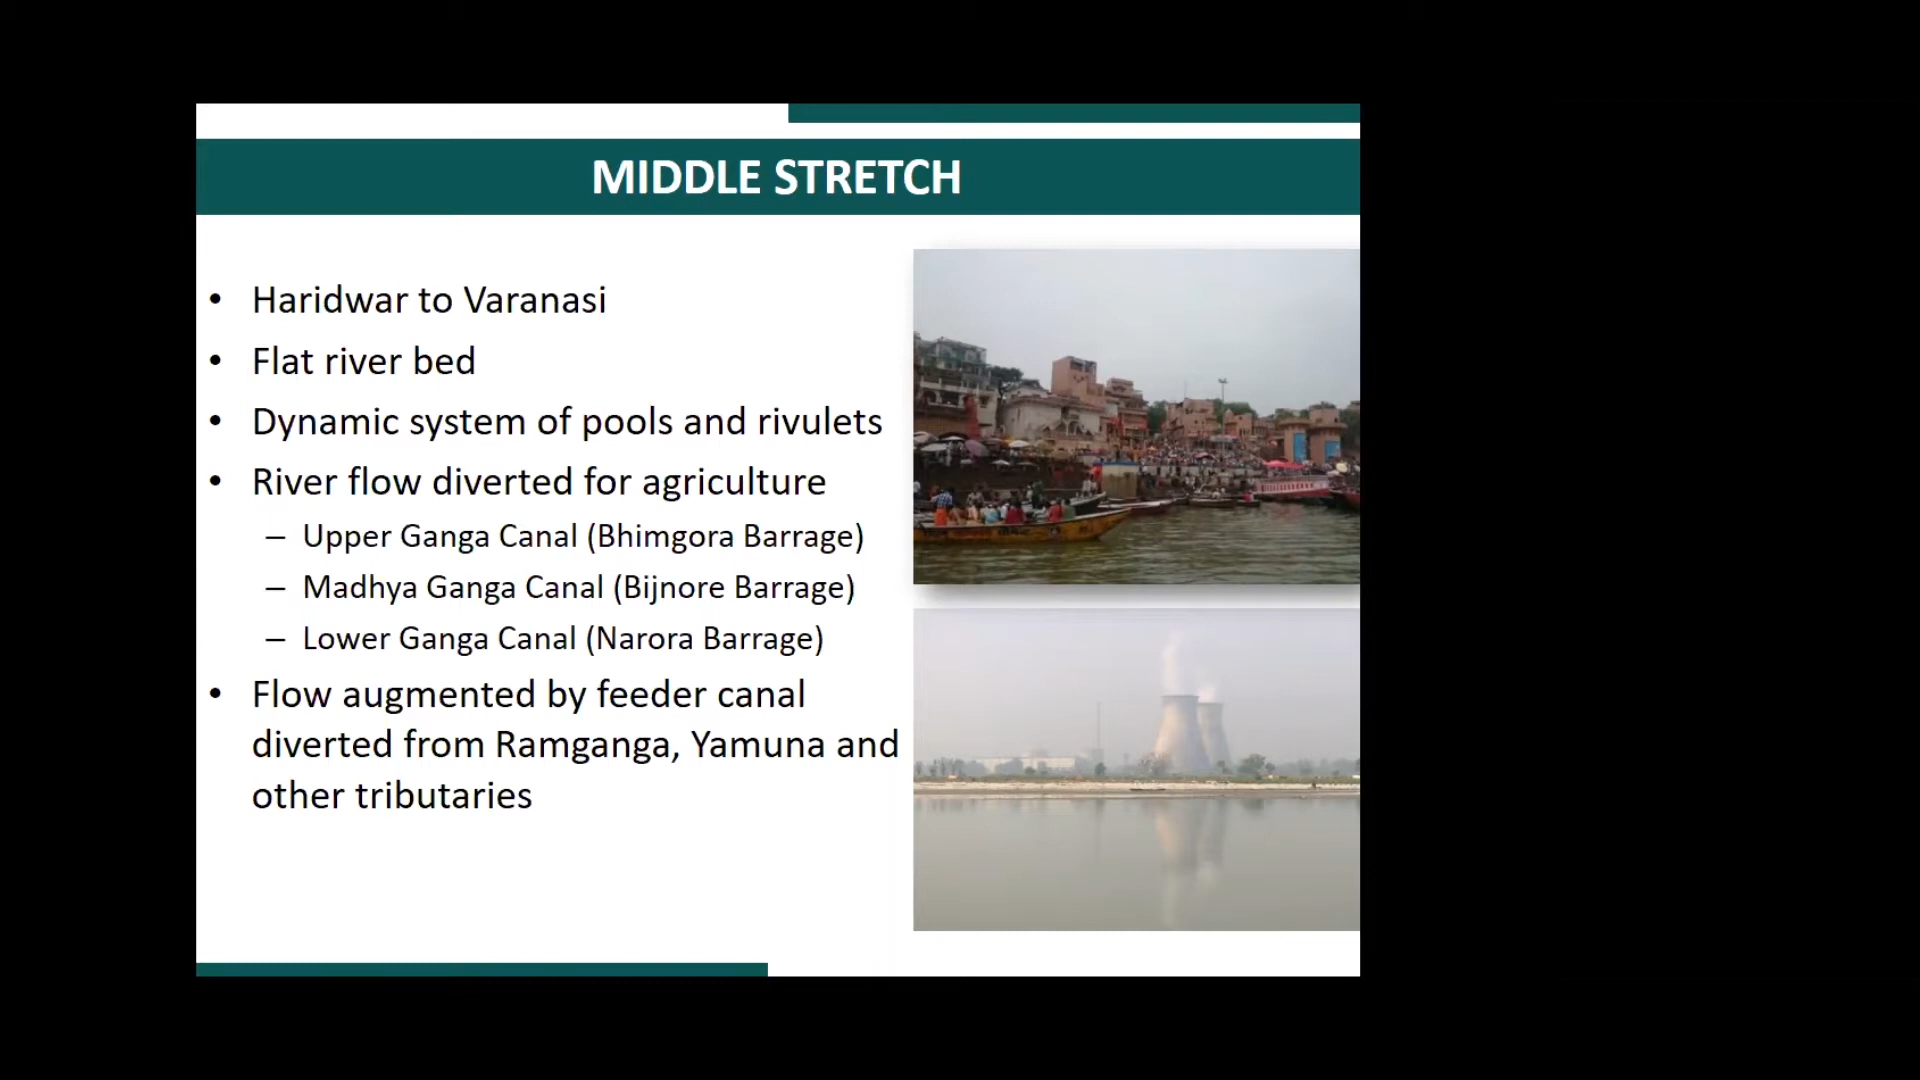 MIDDLE STRETCH
• Haridwar to Varanasi
• Flat river bed
• Dynamic system of pools and rivulets
• River flow diverted for agriculture
– Upper Ganga Canal (Bhimgora Barrage)
– Madhya Ganga Canal (Bijnore Barrage)
– Lower Ganga Canal (Narora Barrage)
• Flow augmented by feeder canal
diverted from Ramganga, Yamuna and
other tributaries